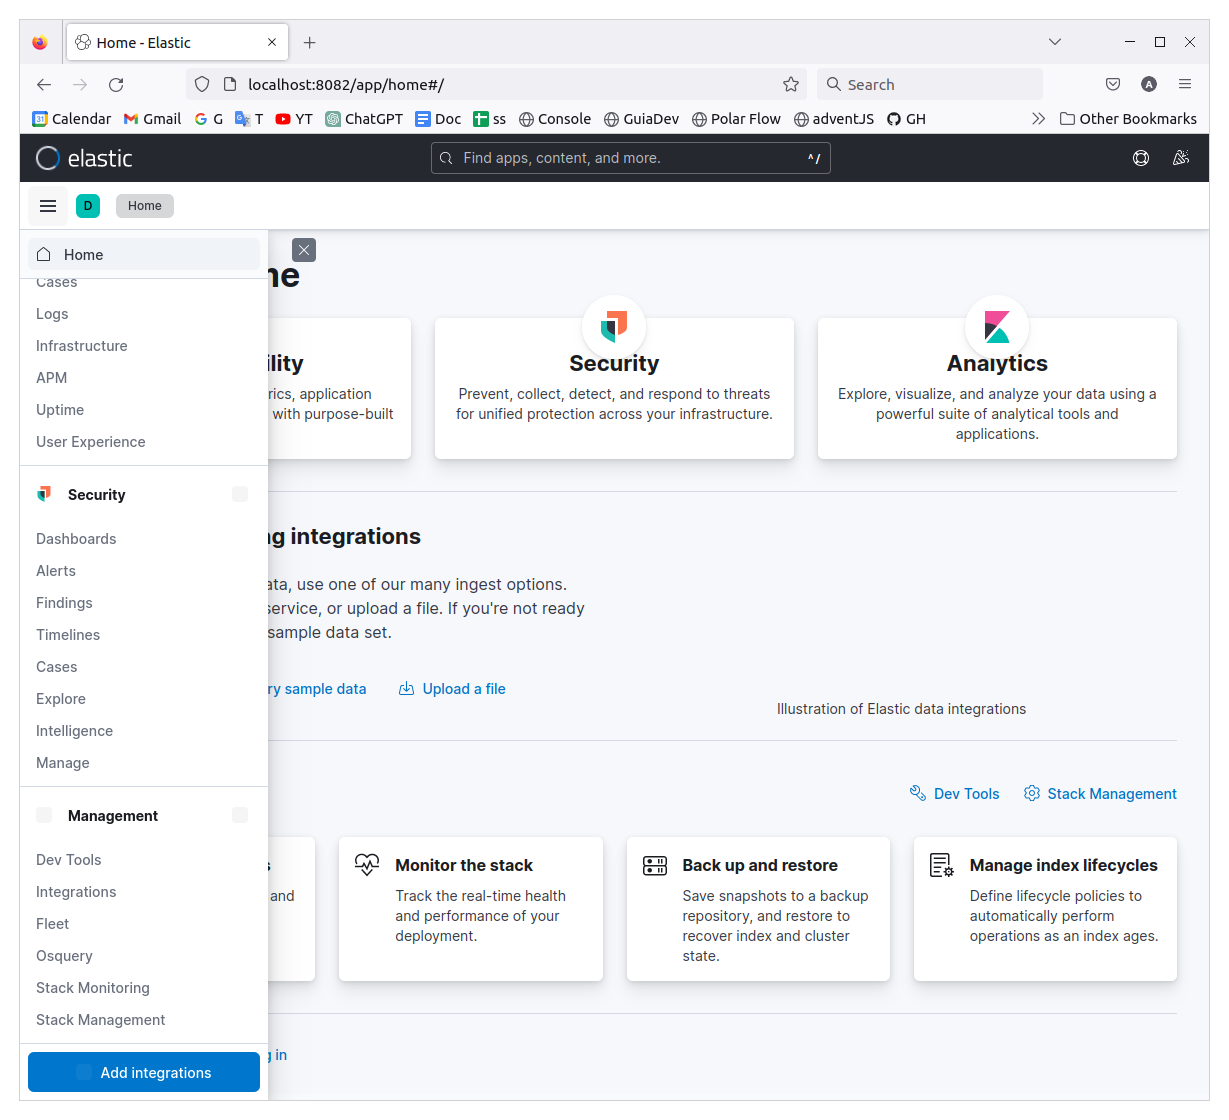 Home - Elastic
localhost:8082/app/home#/
Search
A
31 Calendar
Gmail
G
T
YT
ChatGPT
Doc
ss
Console
GuiaDev
Polar Flow
adventJS
GH
Other Bookmarks
elastic
Find apps, content, and more.
^/
D
Home
Home
Cases
Logs
Infrastructure
APM
Uptime
User Experience
Security
Dashboards
Alerts
Findings
Timelines
Cases
Explore
Intelligence
Manage
Management
Dev Tools
Integrations
Fleet
Osquery
Stack Monitoring
Stack Management
Add integrations
me
ility
rics, application
with purpose-built
Security
Prevent, collect, detect, and respond to threats
for unified protection across your infrastructure.
Analytics
Explore, visualize, and analyze your data using a
powerful suite of analytical tools and
applications.
ng integrations
ata, use one of our many ingest options.
service, or upload a file. If you're not ready
sample data set.
ry sample data
Upload a file
Illustration of Elastic data integrations
Dev Tools
Stack Management
s
and
Monitor the stack
Track the real-time health
and performance of your
deployment.
Back up and restore
Save snapshots to a backup
repository, and restore to
recover index and cluster
state.
Manage index lifecycles
Define lifecycle policies to
automatically perform
operations as an index ages.
g in